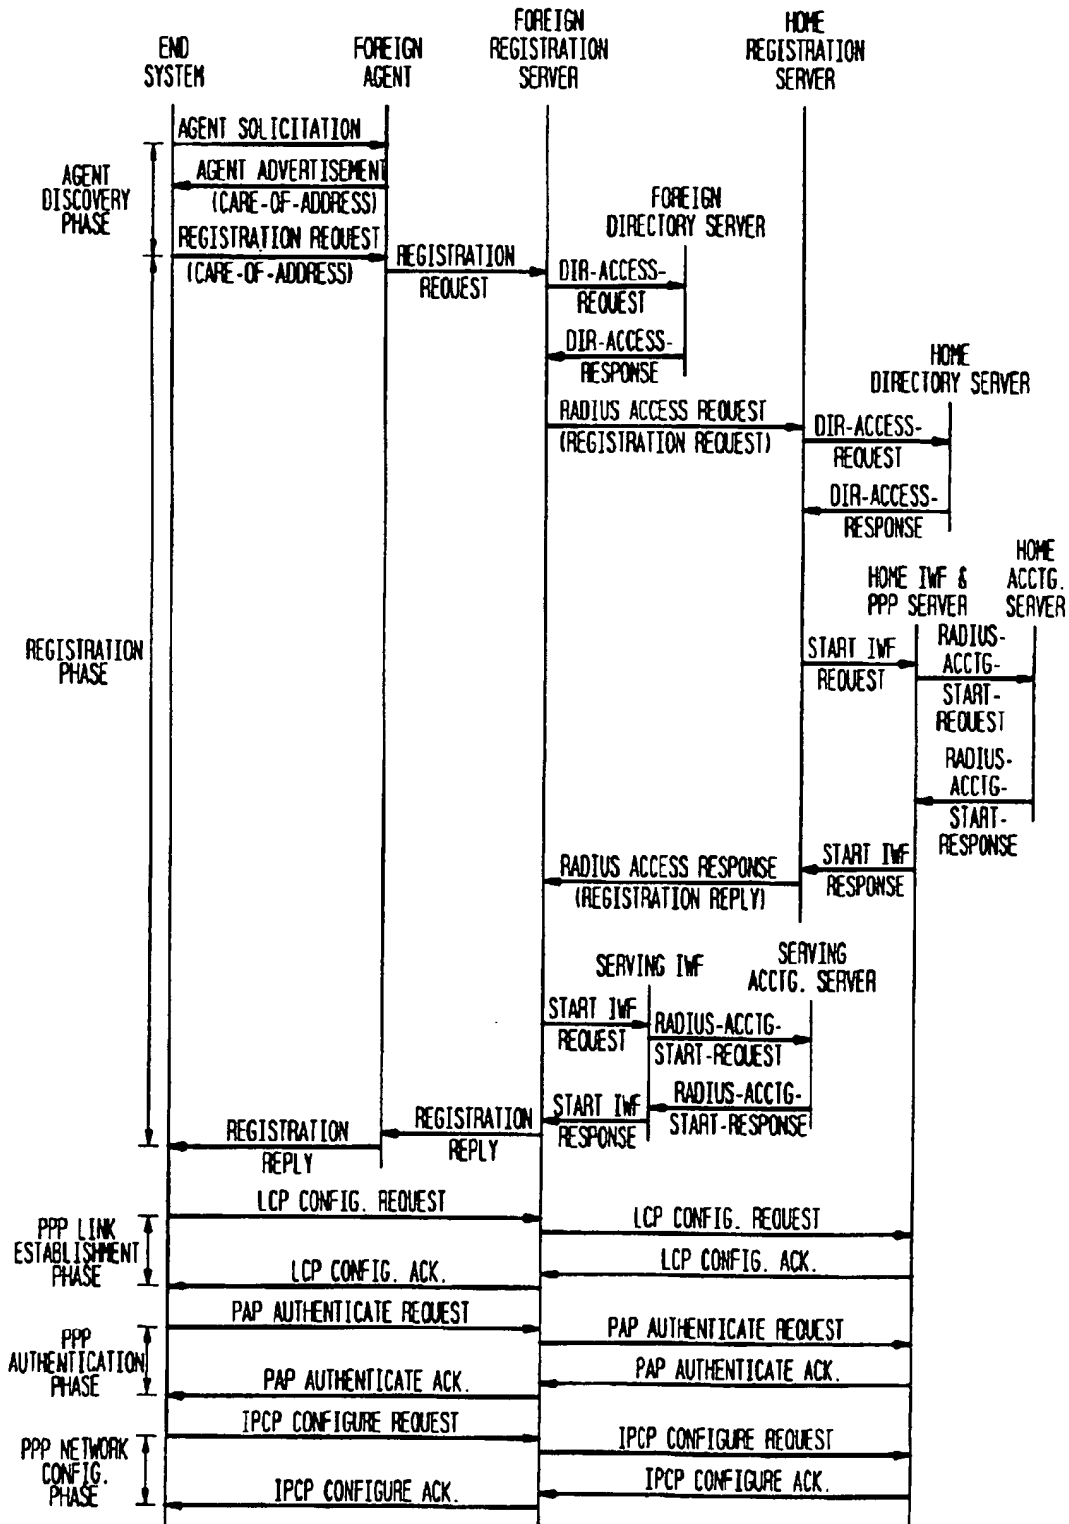 END
SYSTEM
FOREIGN
AGENT
FOREIGN
REGISTRATION
SERVER
HOME
REGISTRATION
SERVER
AGENT SOLICITATION
AGENT ADVERTISEMENT
(CARE-OF-ADDRESS)
AGENT
DISCOVERY
PHASE
REGISTRATION REQUEST
(CARE-OF-ADDRESS)
REGISTRATION
REQUEST
FOREIGN
DIRECTORY SERVER
DIR-ACCESS-
REQUEST
DIR-ACCESS-
RESPONSE
HOME
DIRECTORY SERVER
RADIUS ACCESS REQUEST
(REGISTRATION REQUEST)
DIR-ACCESS-
REQUEST
DIR-ACCESS-
RESPONSE
HOME IWF &
PPP SERVER
HOME
ACCTG.
SERVER
REGISTRATION
PHASE
START IWF
REQUEST
RADIUS-
ACCTG-
START-
REQUEST
RADIUS-
ACCTG-
START-
RESPONSE
START IWF
RESPONSE
RADIUS ACCESS RESPONSE
(REGISTRATION REPLY)
SERVING IWF
SERVING
ACCTG. SERVER
START IWF
REQUEST
RADIUS-ACCTG-
START-REQUEST
RADIUS-ACCTG-
START-RESPONSE
START IWF
RESPONSE
REGISTRATION
REPLY
REGISTRATION
REPLY
PPP LINK
ESTABLISHMENT
PHASE
LCP CONFIG. REQUEST
LCP CONFIG. REQUEST
LCP CONFIG. ACK.
LCP CONFIG. ACK.
PPP
AUTHENTICATION
PHASE
PAP AUTHENTICATE REQUEST
PAP AUTHENTICATE REQUEST
PAP AUTHENTICATE ACK.
PAP AUTHENTICATE ACK.
PPP NETWORK
CONFIG.
PHASE
IPCP CONFIGURE REQUEST
IPCP CONFIGURE REQUEST
IPCP CONFIGURE ACK.
IPCP CONFIGURE ACK.